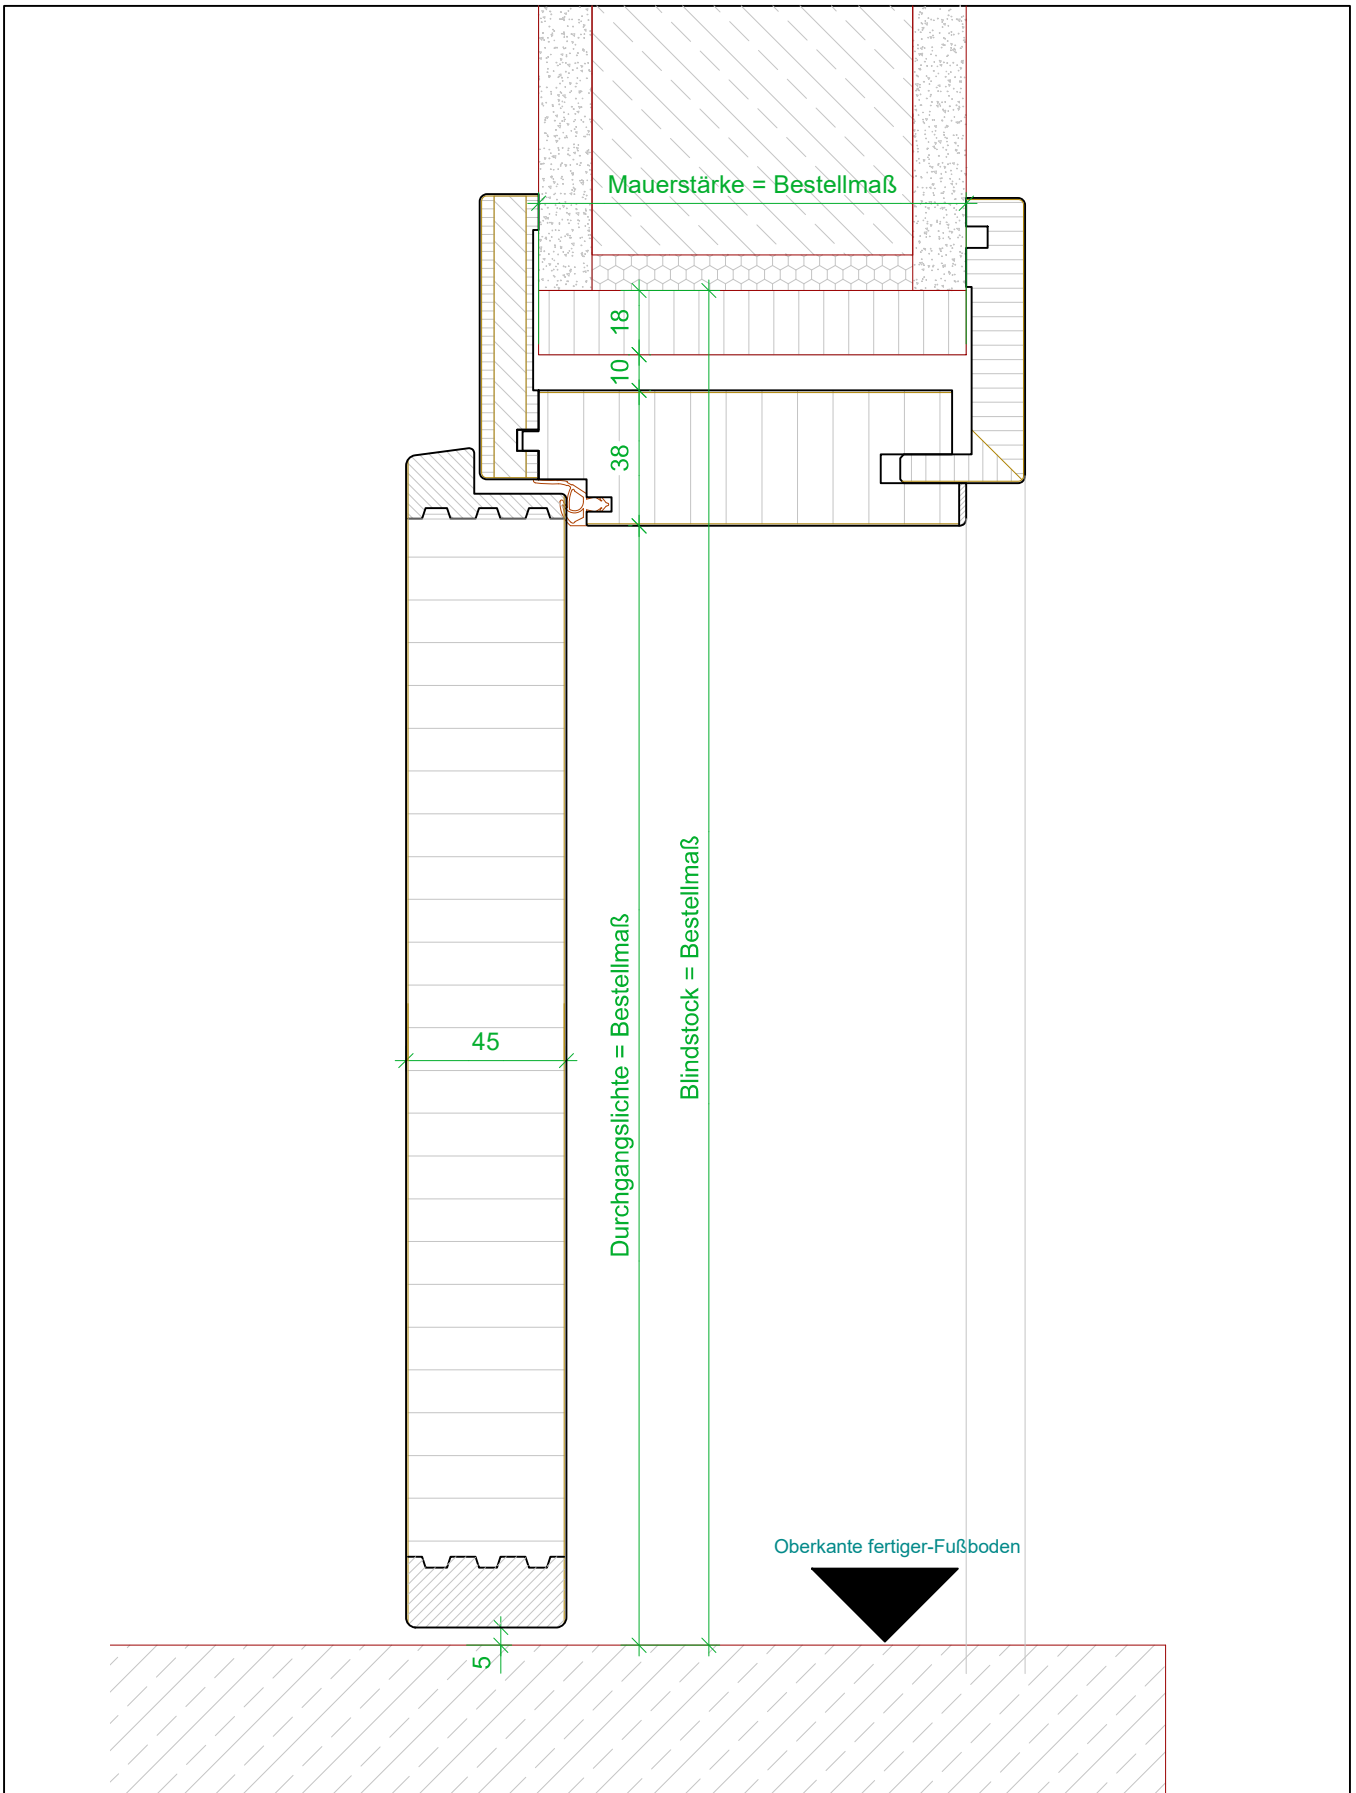 Mauerstärke = Bestellmaß
18
10
38
Durchgangslichte = Bestellmaß
Blindstock = Bestellmaß
45
Oberkante fertiger-Fußboden
5